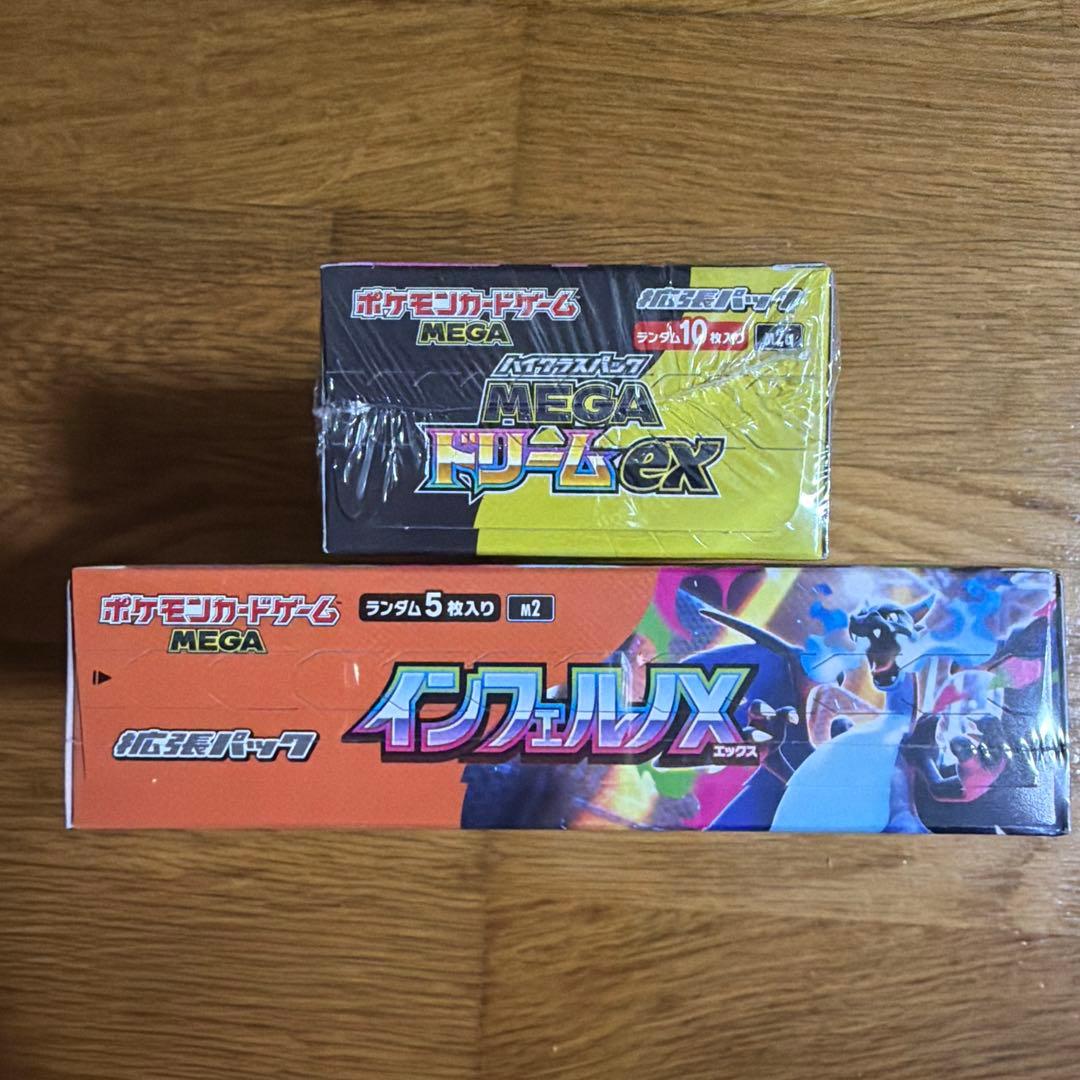 ポケモンカードゲーム
MEGA
拡張パック
ランダム10枚入り M2a
ハイクラスパック
MEGA
ドリームex
ポケモンカードゲーム
MEGA
ランダム5枚入り M2
インフェルノX
エックス
拡張パック